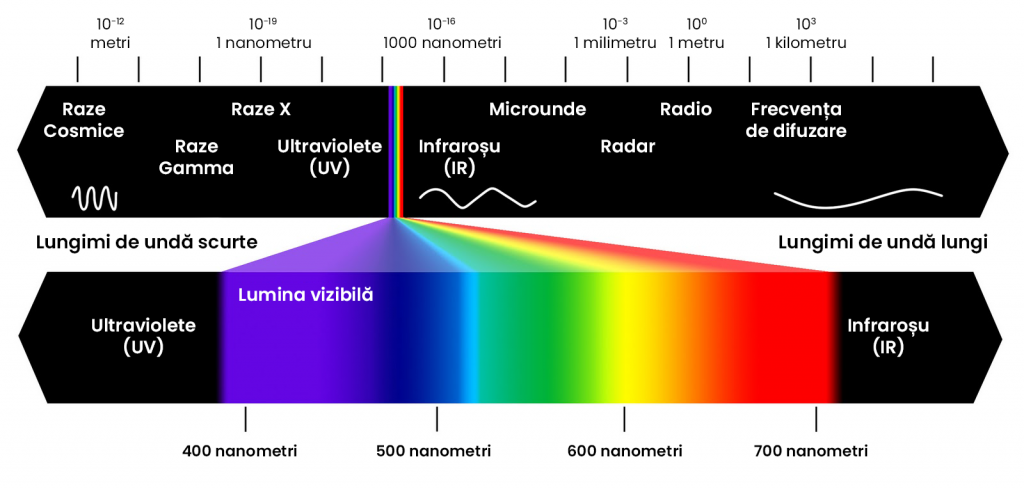 10⁻¹² 10⁻¹⁹ 10⁻¹⁶ 10⁻³ 10⁰ 10³
metri 1 nanometru 1000 nanometri 1 milimetru 1 metru 1 kilometru
Raze
Cosmice
Raze X
Microunde
Radio
Frecvența
de difuzare
Raze
Gamma
Ultraviolete
(UV)
Infraroșu
(IR)
Radar
Lungimi de undă scurte
Lungimi de undă lungi
Lumina vizibilă
Ultraviolete
(UV)
Infraroșu
(IR)
400 nanometri 500 nanometri 600 nanometri 700 nanometri